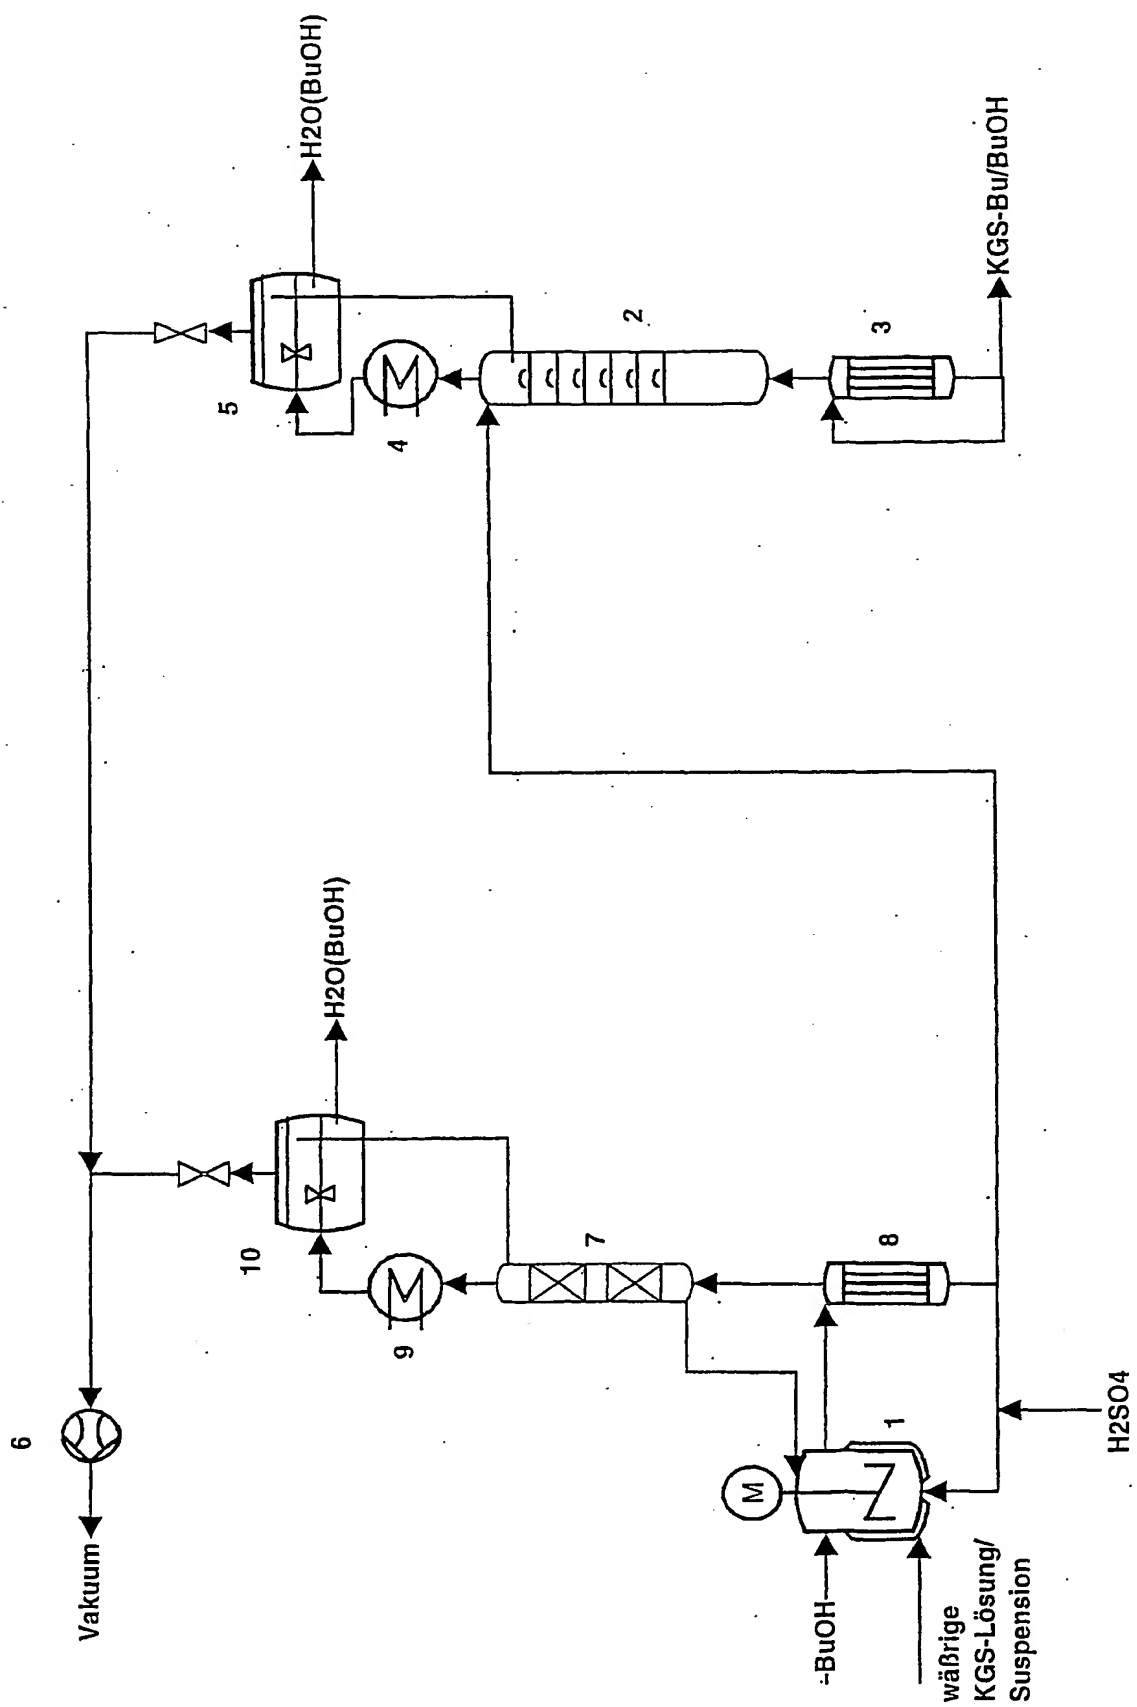 H2O(BuOH)
5
4
2
3
KGS-Bu/BuOH
H2O(BuOH)
10
9
7
8
6
Vakuum
M
1
BuOH
wäßrige
KGS-Lösung/
Suspension
H2SO4